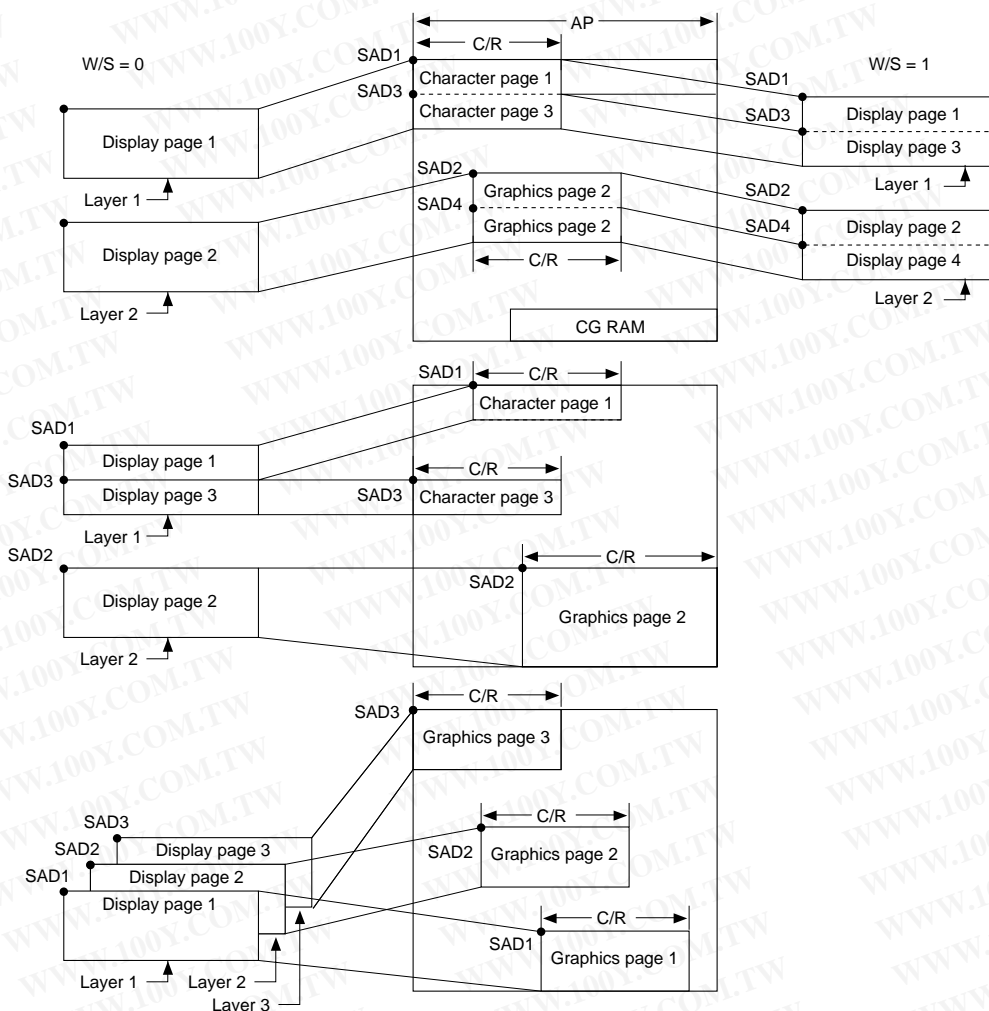 AP
C/R
W/S = 0
SAD1
SAD1
W/S = 1
Character page 1
SAD3
Character page 3
SAD3
Display page 1
Display page 3
Display page 1
Layer 1
Layer 1
SAD2
SAD2
Graphics page 2
SAD4
Graphics page 2
SAD4
Display page 2
Display page 4
Display page 2
C/R
Layer 2
Layer 2
CG RAM
SAD1
C/R
Character page 1
SAD1
Display page 1
SAD3
Display page 3
C/R
SAD3
Character page 3
Layer 1
SAD2
C/R
SAD2
Display page 2
Graphics page 2
Layer 2
C/R
SAD3
Graphics page 3
SAD3
Display page 3
SAD2
Display page 2
SAD1
Display page 1
C/R
SAD2
Graphics page 2
C/R
SAD1
Graphics page 1
Layer 1
Layer 2
Layer 3
WWW.100Y.COM.TW